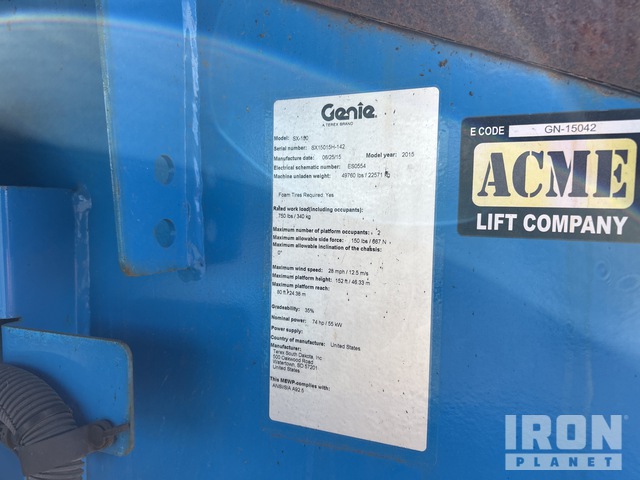 Genie
A TEREX BRAND
Model: SX-150
Serial number: SX15015H-142
Manufacture date: 08/25/15 Model year: 2015
Electrical schematic number: ES0554
Machine unladen weight: 49760 lbs / 22571 kg
Foam Tires Required: Yes
Rated work load(including occupants):
750 lbs / 340 kg
Maximum number of platform occupants: 2
Maximum allowable side force: 150 lbs / 667 N
Maximum allowable inclination of the chassis:
0°
Maximum wind speed: 28 mph / 12.5 m/s
Maximum platform height: 152 ft / 46.33 m
Maximum platform reach:
80 ft / 24.38 m
Gradeability: 35%
Nominal power: 74 hp / 55 kW
Power supply:
Country of manufacture: United States
Manufacturer:
Terex South Dakota, Inc.
500 Oakwood Road
Watertown, SD 57201
United States
This MEWP complies with:
ANSI/SIA A92.5
E CODE GN-15042
ACME
LIFT COMPANY
IRON
PLANET